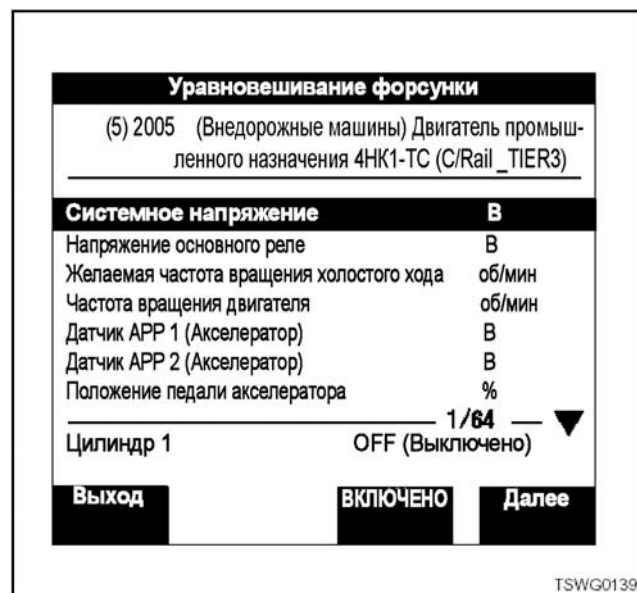 Уравновешивание форсунки
(5) 2005 (Внедорожные машины) Двигатель промыш-
ленного назначения 4HK1-TC (C/Rail _TIER3)
Системное напряжение В
Напряжение основного реле В
Желаемая частота вращения холостого хода об/мин
Частота вращения двигателя об/мин
Датчик APP 1 (Акселератор) В
Датчик APP 2 (Акселератор) В
Положение педали акселератора %
1/64
Цилиндр 1 OFF (Выключено)
Выход ВКЛЮЧЕНО Далее
TSWG0139